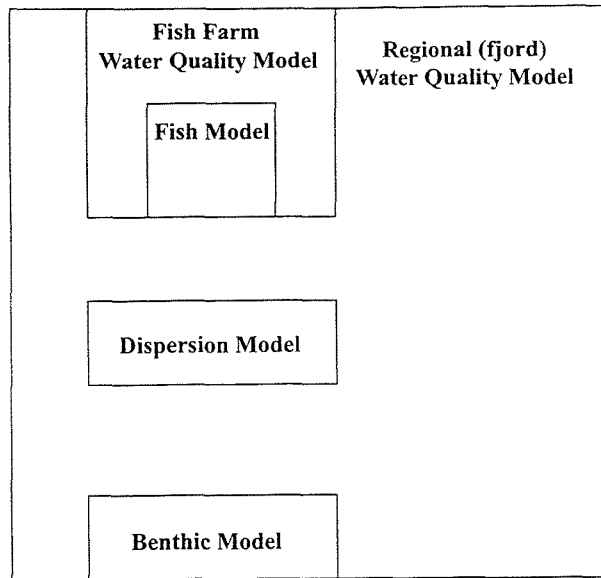 Fish Farm
Water Quality Model
Regional (fjord)
Water Quality Model
Fish Model
Dispersion Model
Benthic Model